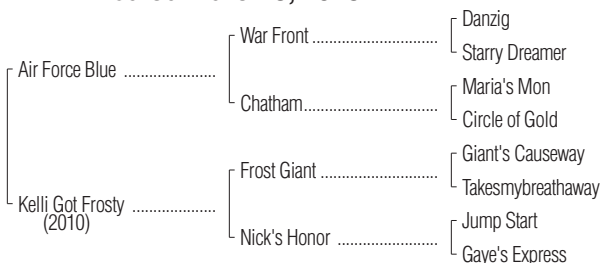 Danzig
War Front ....................................
Starry Dreamer
Air Force Blue ......................
Maria's Mon
Chatham......................................
Circle of Gold
Giant's Causeway
Frost Giant .................................
Takesmybreathaway
Kelli Got Frosty ....................
(2010)
Jump Start
Nick's Honor .............................
Gaye's Express